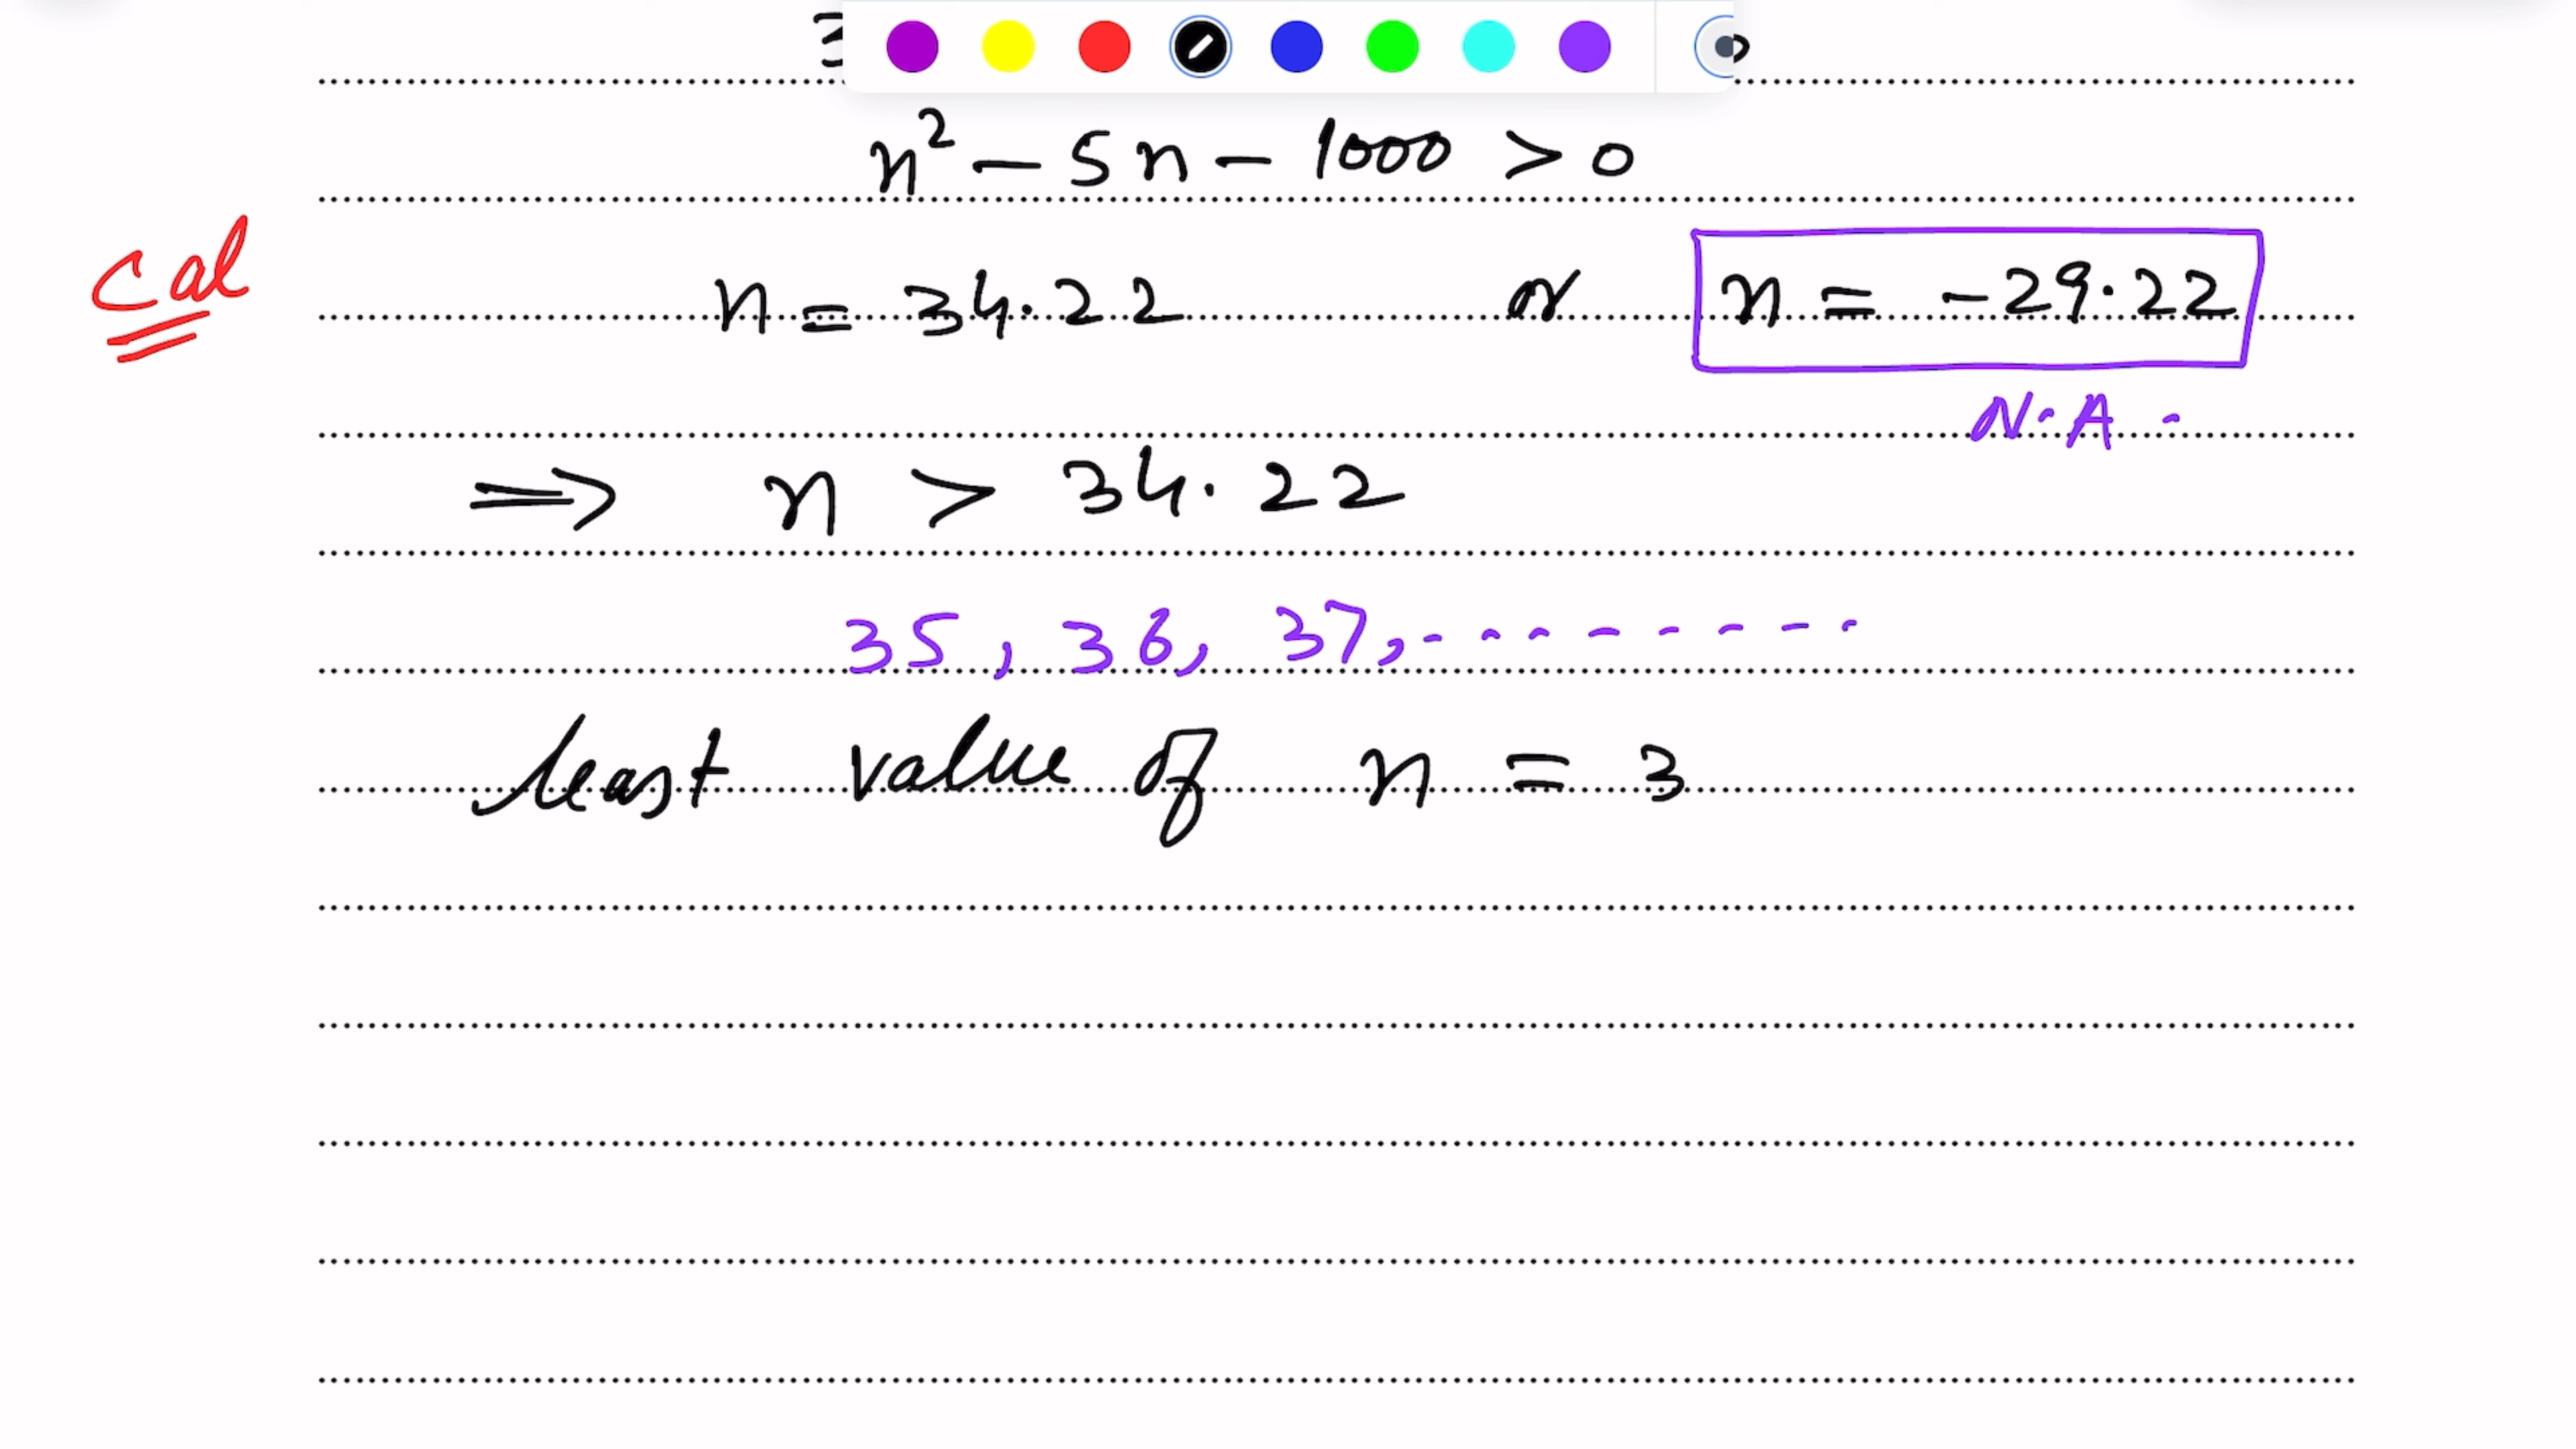 n² - 5n - 1000 > 0
Cal
n = 34.22 or n = -29.22
N.A.
⇒ n > 34.22
35, 36, 37, - - - - - - - -
least value of n = 3